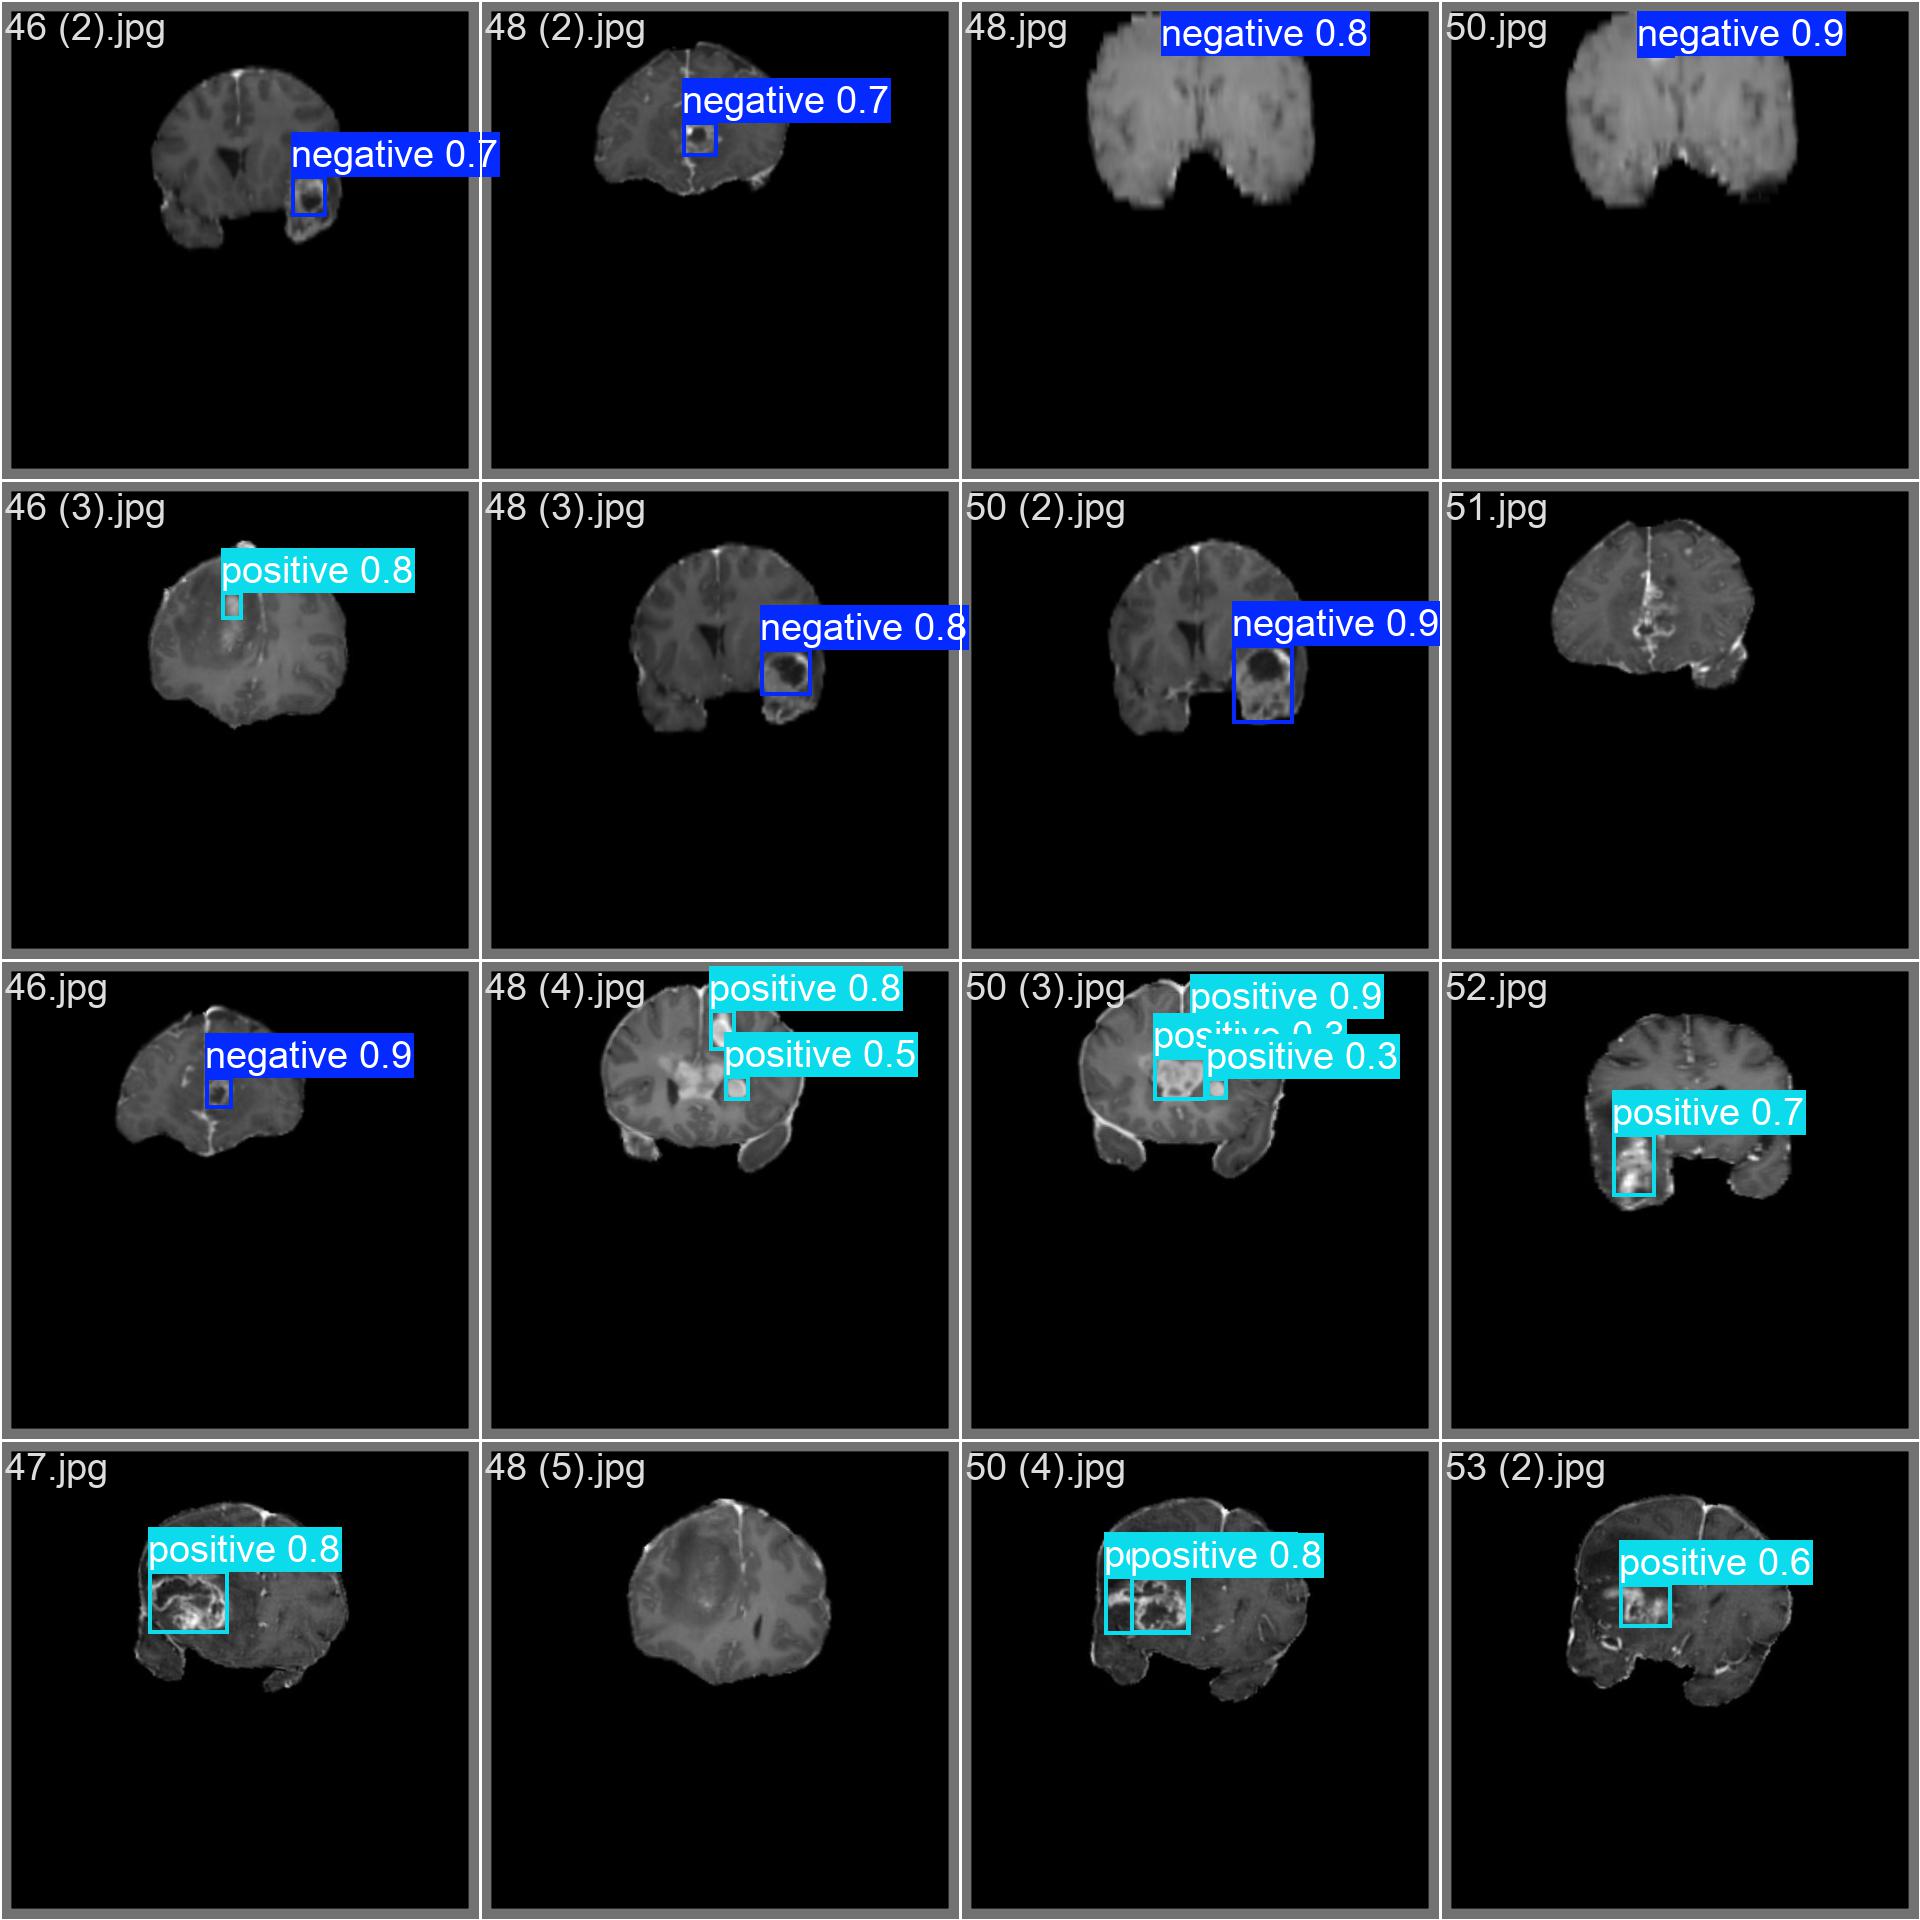 46 (2).jpg
negative 0.7
48 (2).jpg
negative 0.7
48.jpg
negative 0.8
50.jpg
negative 0.9
46 (3).jpg
positive 0.8
48 (3).jpg
negative 0.8
50 (2).jpg
negative 0.9
51.jpg
46.jpg
negative 0.9
48 (4).jpg
positive 0.8
positive 0.5
50 (3).jpg
positive 0.9
positive 0.3
positive 0.3
52.jpg
positive 0.7
47.jpg
positive 0.8
48 (5).jpg
50 (4).jpg
positive 0.8
53 (2).jpg
positive 0.6